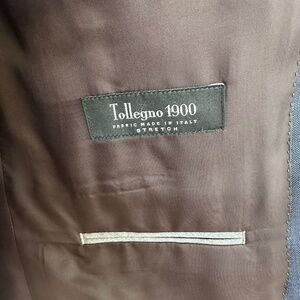 Tollegno 1900
FABRIC MADE IN ITALY
STRETCH